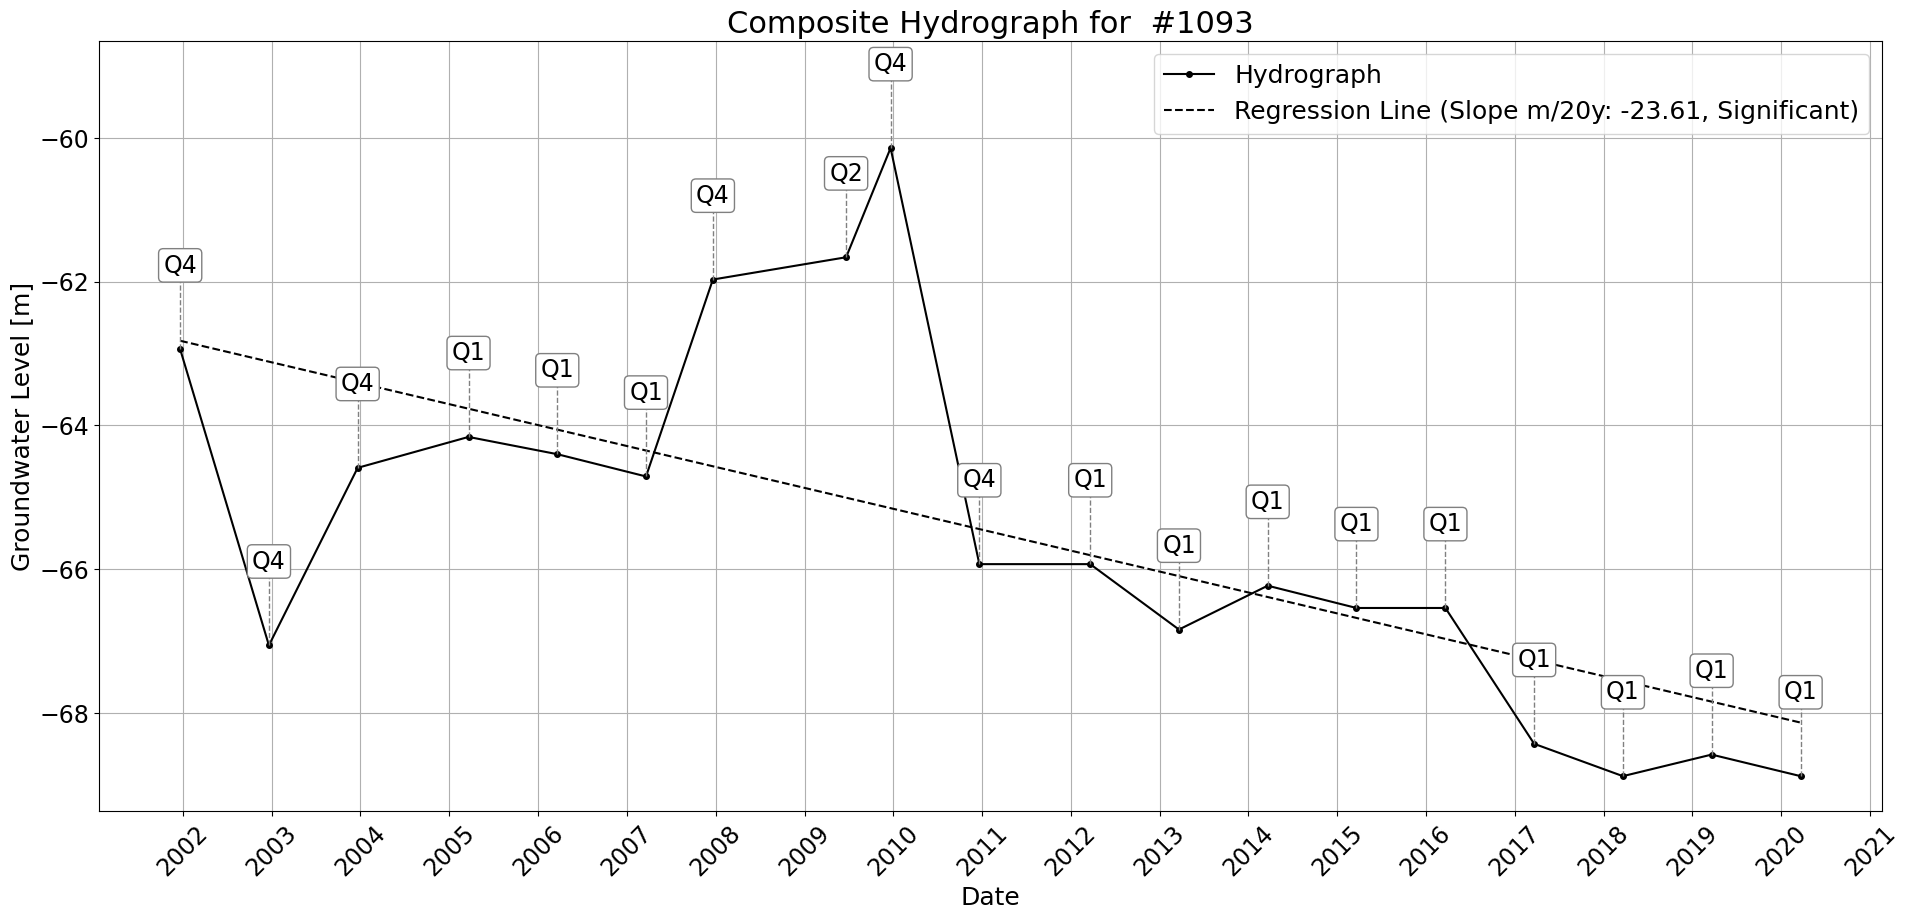 Composite Hydrograph for  #1093
Hydrograph
Regression Line (Slope m/20y: -23.61, Significant)
Groundwater Level [m]
−60
−62
−64
−66
−68
Q4
Q4
Q4
Q1
Q1
Q1
Q4
Q2
Q4
Q4
Q1
Q1
Q1
Q1
Q1
Q1
Q1
Q1
Q1
2002
2003
2004
2005
2006
2007
2008
2009
2010
2011
2012
2013
2014
2015
2016
2017
2018
2019
2020
2021
Date